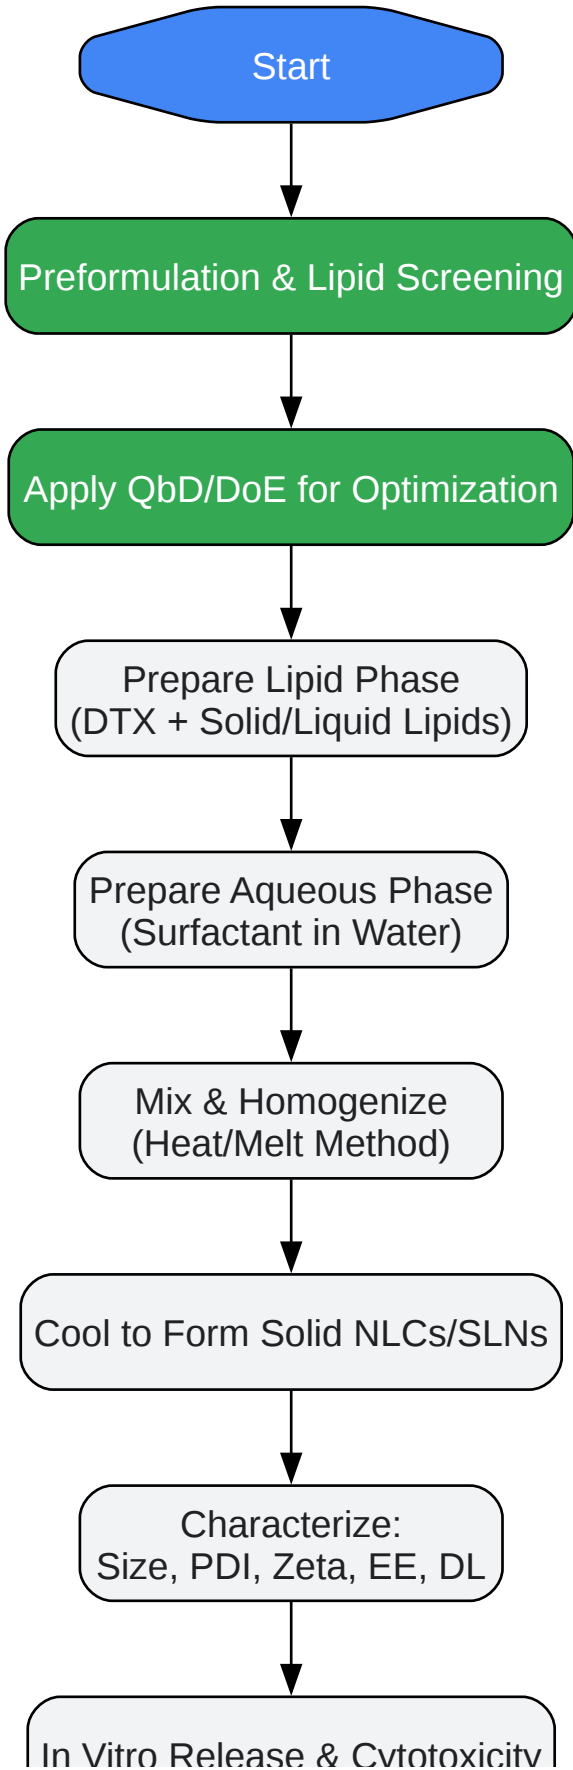 Start
Preformulation & Lipid Screening
Apply QbD/DoE for Optimization
Prepare Lipid Phase
(DTX + Solid/Liquid Lipids)
Prepare Aqueous Phase
(Surfactant in Water)
Mix & Homogenize
(Heat/Melt Method)
Cool to Form Solid NLCs/SLNs
Characterize:
Size, PDI, Zeta, EE, DL
In Vitro Release & Cytotoxicity